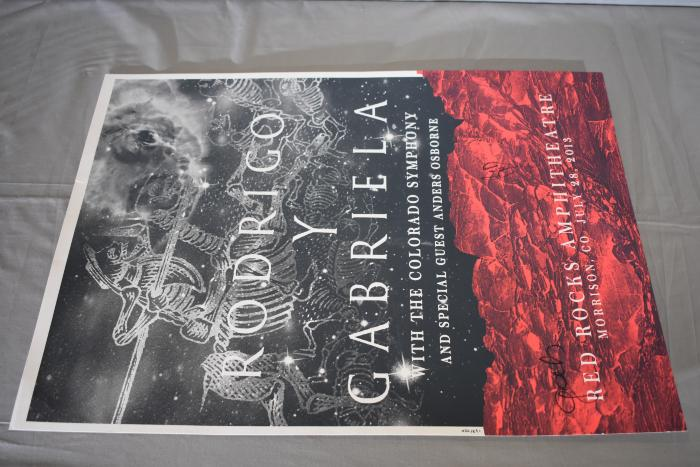 RODRIGO
Y
GABRIELA
WITH THE COLORADO SYMPHONY
AND SPECIAL GUEST ANDERS OSBORNE
RED ROCKS AMPHITHEATRE
MORRISON, CO JULY 28, 2013